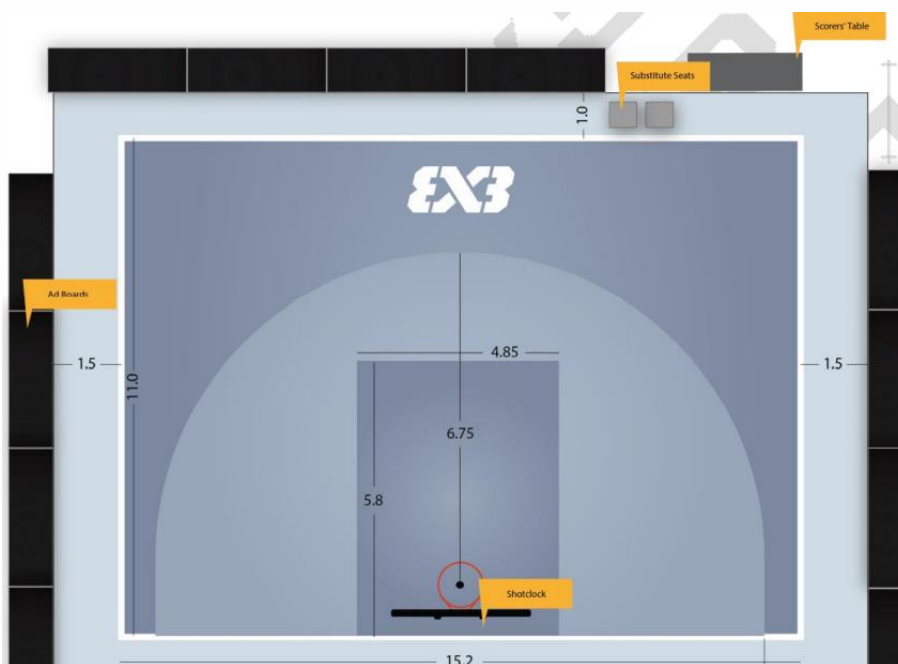 Scorers' Table
Substitute Seats
1.0
3X3
Ad Boards
1.5
11.0
4.85
1.5
6.75
5.8
Shotclock
15.2